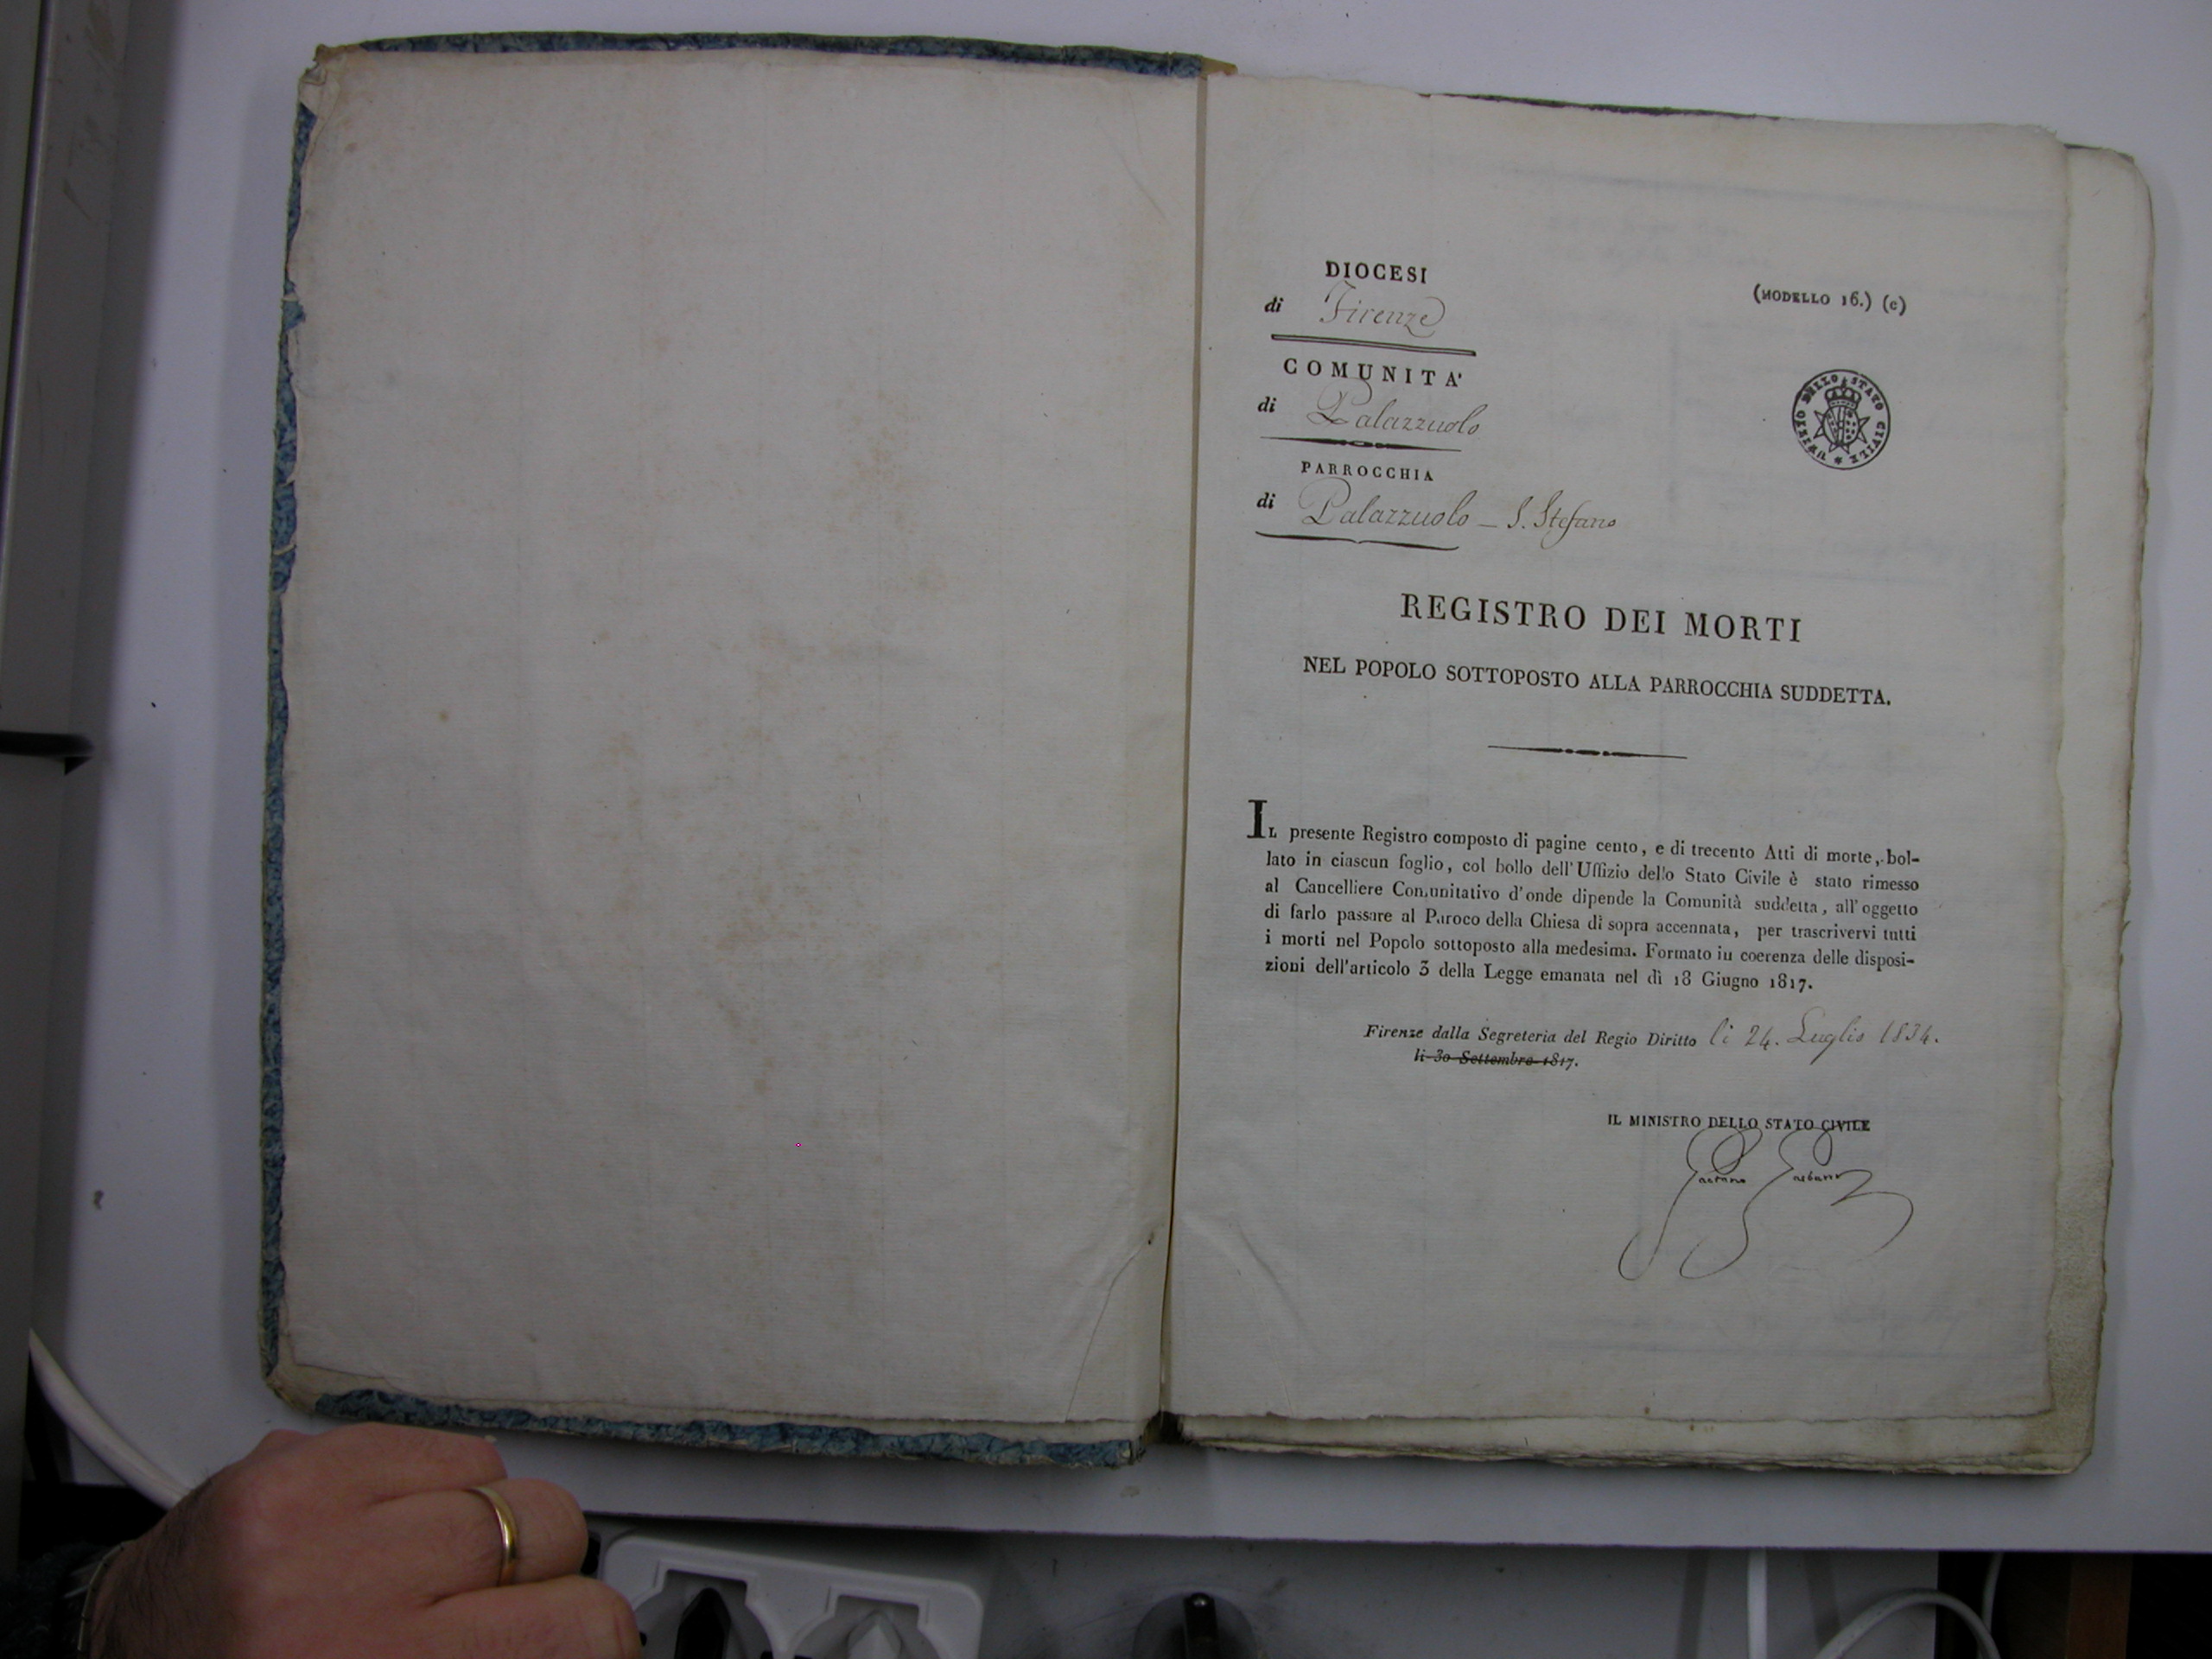 DIOCESI
di Firenze
(MODELLO 16.) (c)
COMUNITA'
di Palazzuolo
UFFIZIO DELLO STATO CIVILE
PARROCCHIA
di Palazzuolo _ S. Stefano
REGISTRO DEI MORTI
NEL POPOLO SOTTOPOSTO ALLA PARROCCHIA SUDDETTA.
IL presente Registro composto di pagine cento, e di trecento Atti di morte, bol-
lato in ciascun foglio, col bollo dell'Uffizio dello Stato Civile è stato rimesso
al Cancelliere Comunitativo d'onde dipende la Comunità suddetta, all'oggetto
di farlo passare al Paroco della Chiesa di sopra accennata, per trascrivervi tutti
i morti nel Popolo sottoposto alla medesima. Formato in coerenza delle disposi-
zioni dell'articolo 3 della Legge emanata nel dì 18 Giugno 1817.
Firenze dalla Segreteria del Regio Diritto li 24. Luglio 1834.
li 30 Settembre 1817.
IL MINISTRO DELLO STATO CIVILE
Gaetano